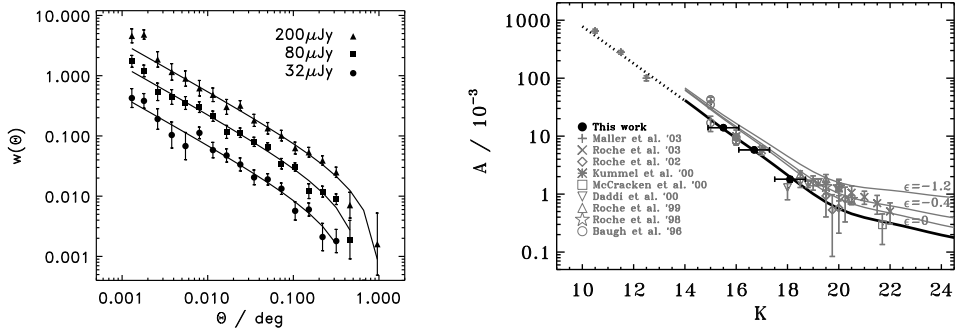 10.000
1.000
0.100
0.010
0.001
w(Θ)
200μJy
80μJy
32μJy
0.001 0.010 0.100 1.000
Θ / deg
1000
100
10
1
0.1
A / 10⁻³
This work
Maller et al. '03
Roche et al. '03
Roche et al. '02
Kummel et al. '00
McCracken et al. '00
Daddi et al. '00
Roche et al. '99
Roche et al. '98
Baugh et al. '96
ϵ=-1.2
ϵ=-0.4
ϵ=0
10 12 14 16 18 20 22 24
K